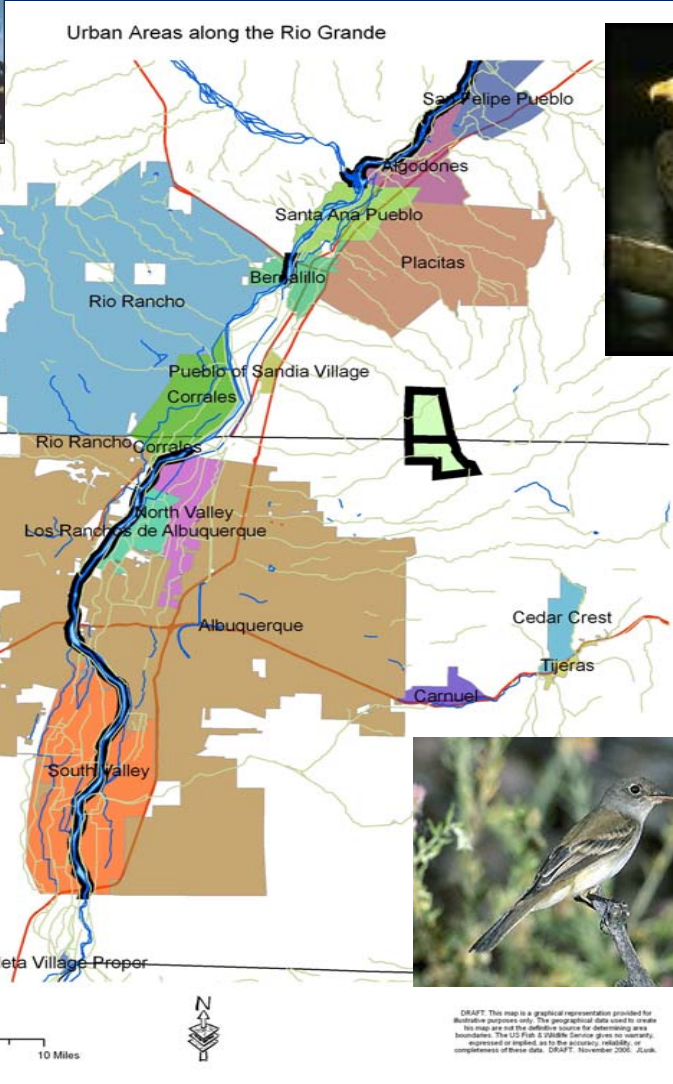 Urban Areas along the Rio Grande
San Felipe Pueblo
Algodones
Santa Ana Pueblo
Placitas
Bernalillo
Rio Rancho
Pueblo of Sandia Village
Corrales
Rio Rancho
Corrales
North Valley
Los Ranchos de Albuquerque
Cedar Crest
Albuquerque
Tijeras
Carnuel
South Valley
leta Village Proper
N
10 Miles
DRAFT. This map is a graphical representation provided for
illustrative purposes only. The geographical data used to create
his map are not the definitive source for determining area
boundaries. The US Fish & Wildlife Service gives no warranty,
expressed or implied, as to the accuracy, reliability, or
completeness of these data. DRAFT. November 2006. JLusk.